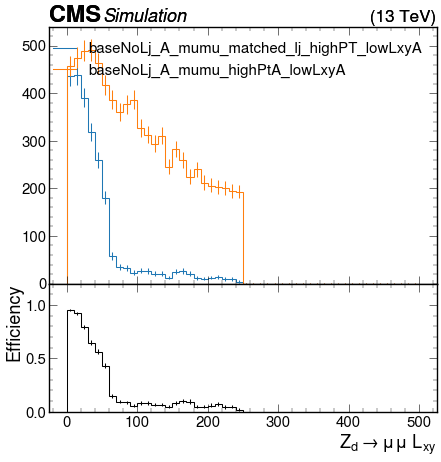 CMS Simulation (13 TeV)
500
baseNoLj_A_mumu_matched_lj_highPT_lowLxyA
baseNoLj_A_mumu_highPtA_lowLxyA
400
300
200
100
0
Efficiency
1.0
0.5
0.0
0 100 200 300 400 500
Z_d → μ μ L_xy